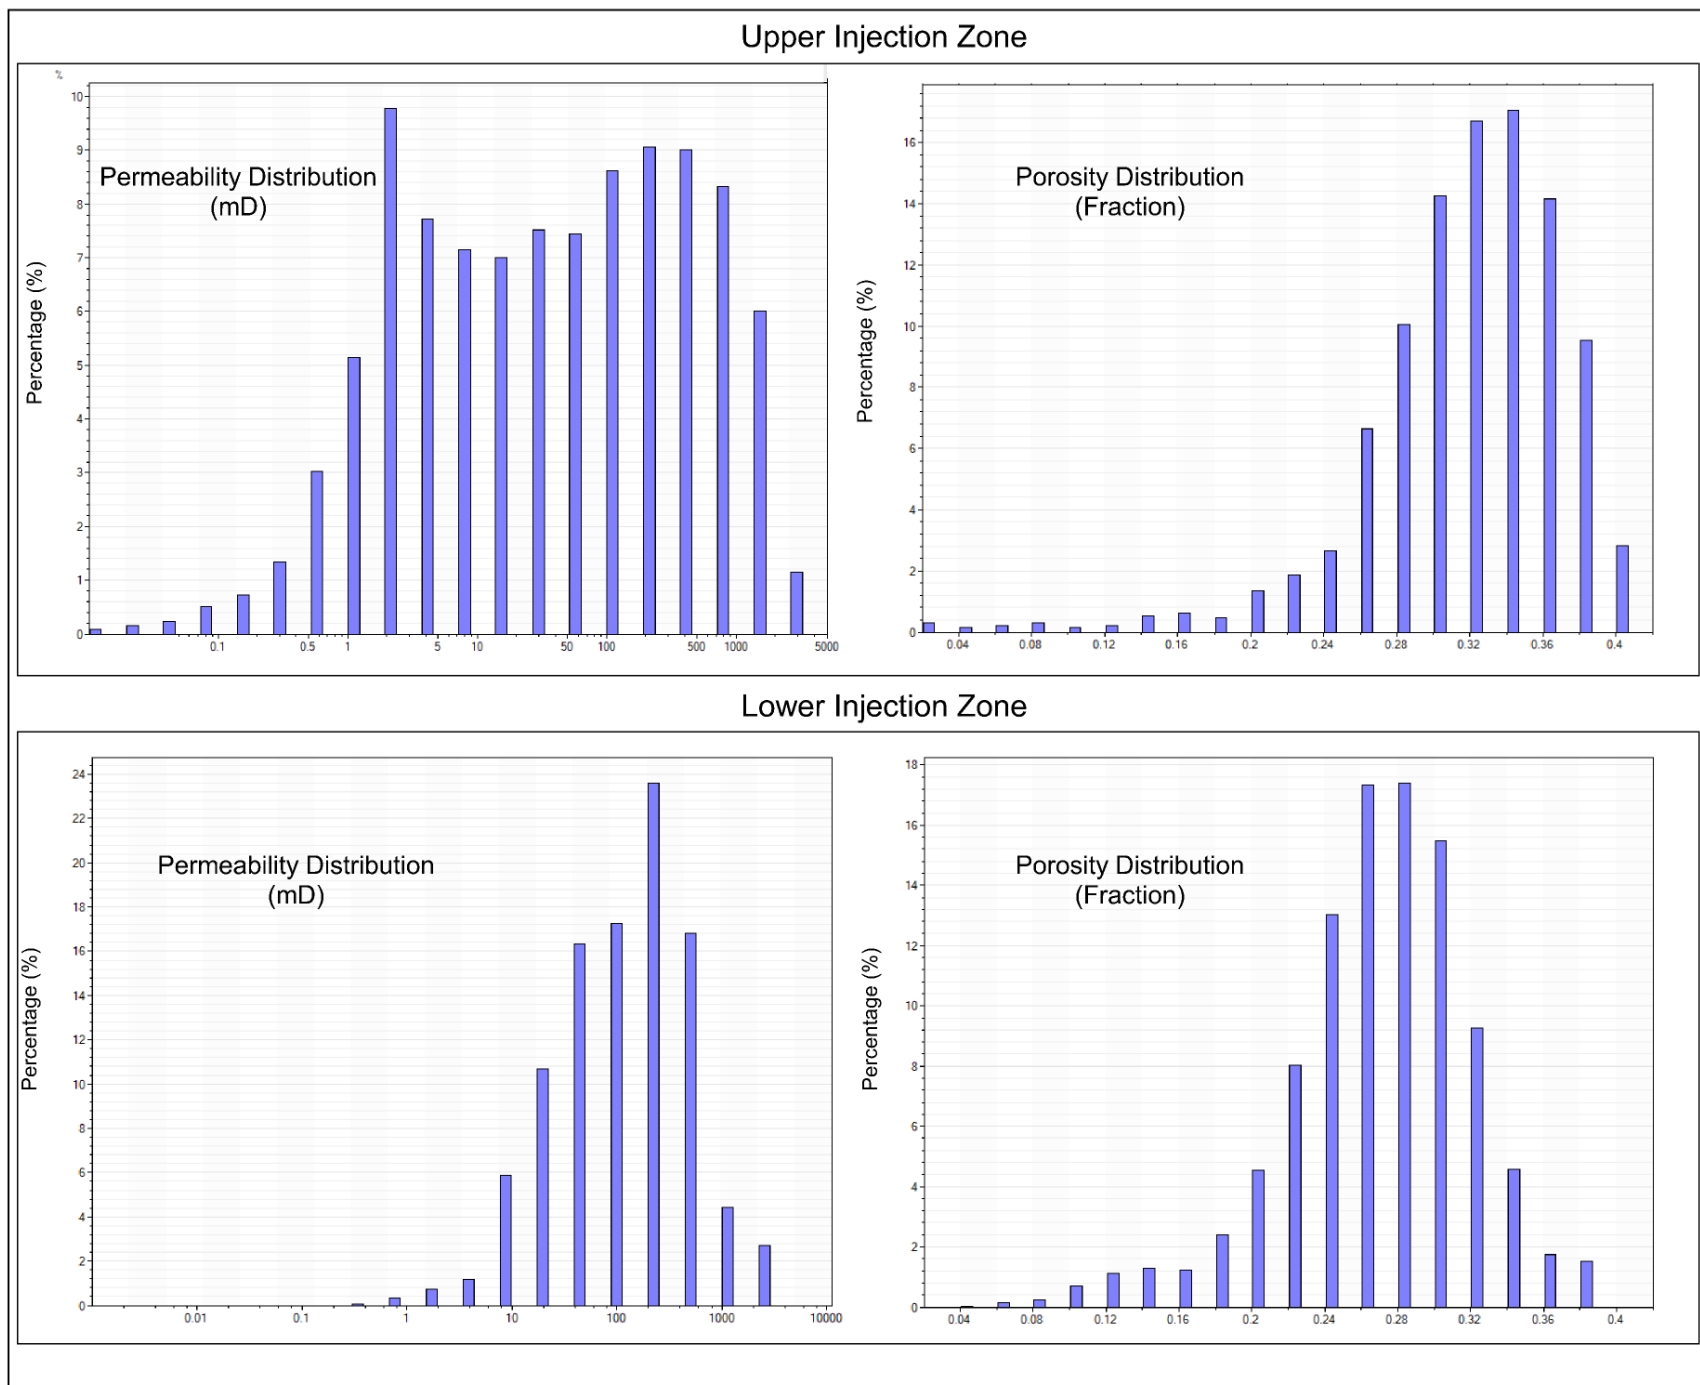 Upper Injection Zone
%
10
9
8
7
6
5
4
3
2
1
0
Percentage (%)
Permeability Distribution
(mD)
0.1 0.5 1 5 10 50 100 500 1000 5000
16
14
12
10
8
6
4
2
0
Percentage (%)
Porosity Distribution
(Fraction)
0.04 0.08 0.12 0.16 0.2 0.24 0.28 0.32 0.36 0.4
Lower Injection Zone
24
22
20
18
16
14
12
10
8
6
4
2
0
Percentage (%)
Permeability Distribution
(mD)
0.01 0.1 1 10 100 1000 10000
18
16
14
12
10
8
6
4
2
0
Percentage (%)
Porosity Distribution
(Fraction)
0.04 0.08 0.12 0.16 0.2 0.24 0.28 0.32 0.36 0.4